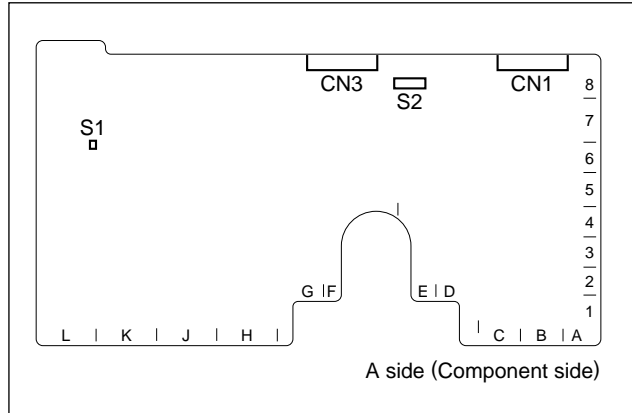 CN3
CN1
S2
S1
8
7
6
5
4
3
2
1
G F
E D
L K J H
C B A
A side (Component side)